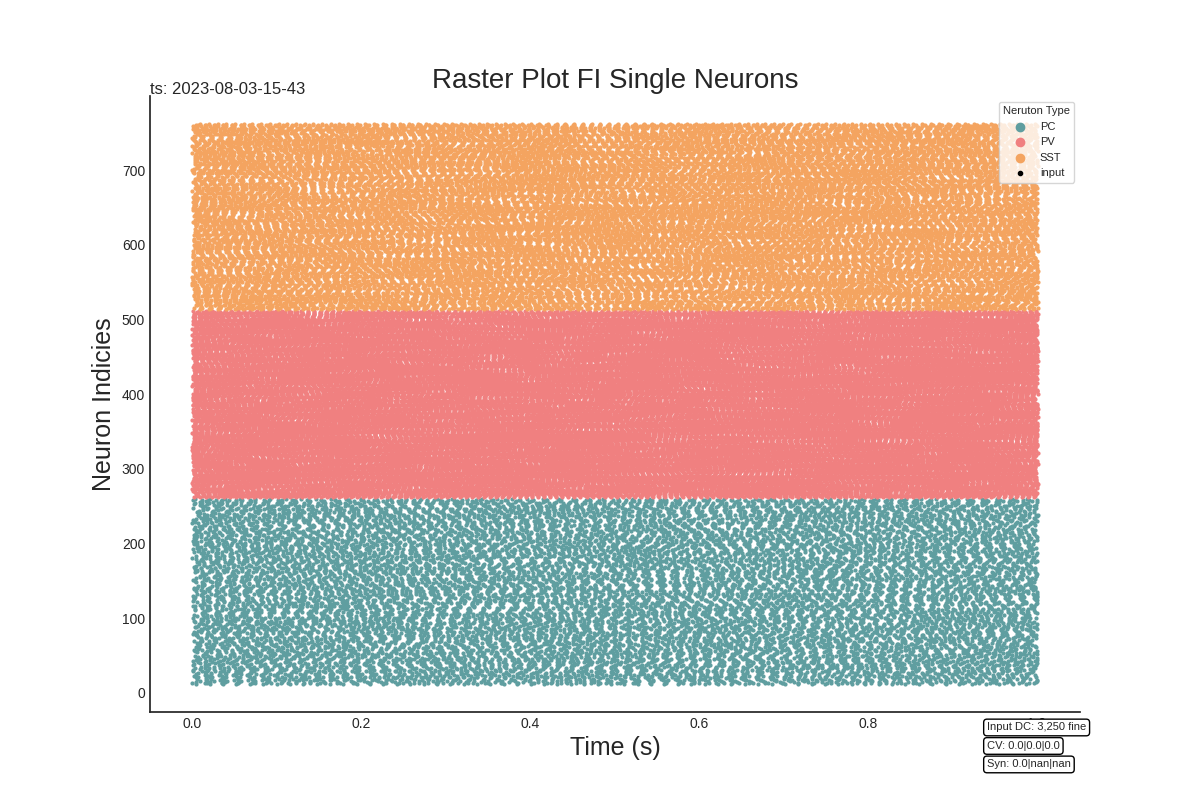 Raster Plot FI Single Neurons
ts: 2023-08-03-15-43
Neruton Type
PC
PV
SST
input
Neuron Indicies
700
600
500
400
300
200
100
0
0.0 0.2 0.4 0.6 0.8
Time (s)
Input DC: 3,250 fine
CV: 0.0|0.0|0.0
Syn: 0.0|nan|nan